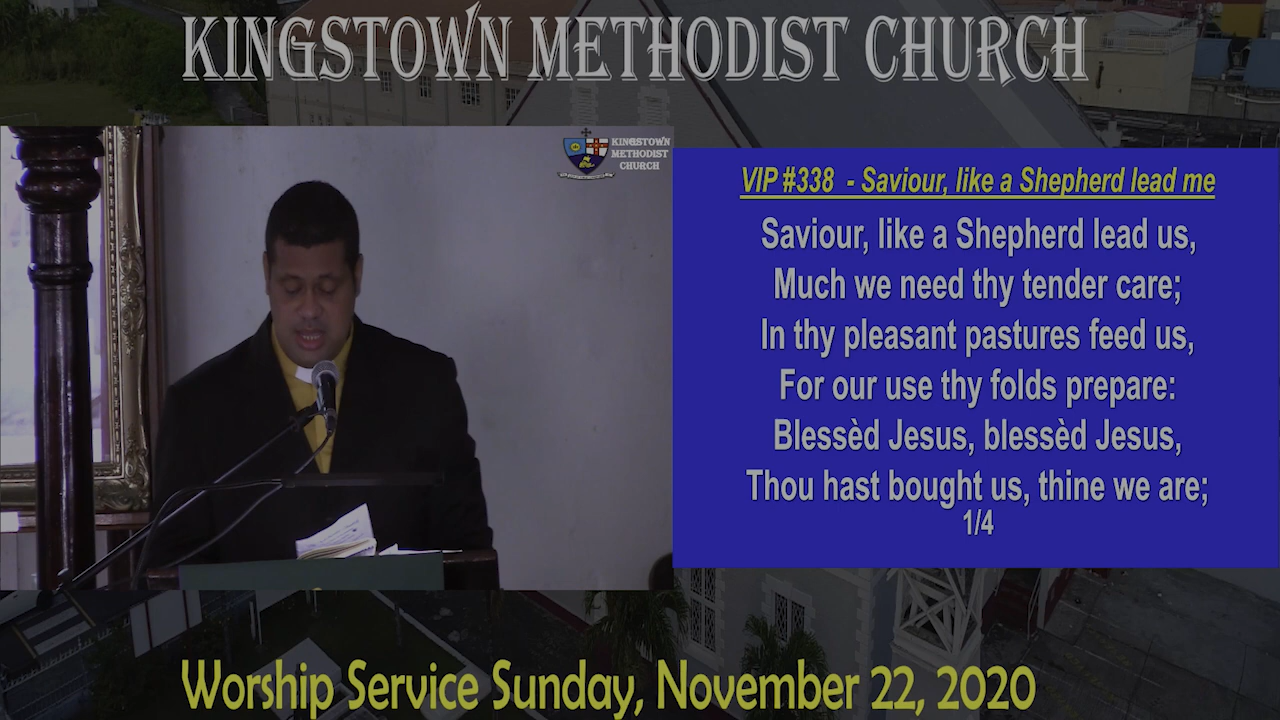 KINGSTOWN METHODIST CHURCH
KINGSTOWN
METHODIST
CHURCH
VIP #338 - Saviour, like a Shepherd lead me
Saviour, like a Shepherd lead us,
Much we need thy tender care;
In thy pleasant pastures feed us,
For our use thy folds prepare:
Blessèd Jesus, blessèd Jesus,
Thou hast bought us, thine we are;
1/4
Worship Service Sunday, November 22, 2020